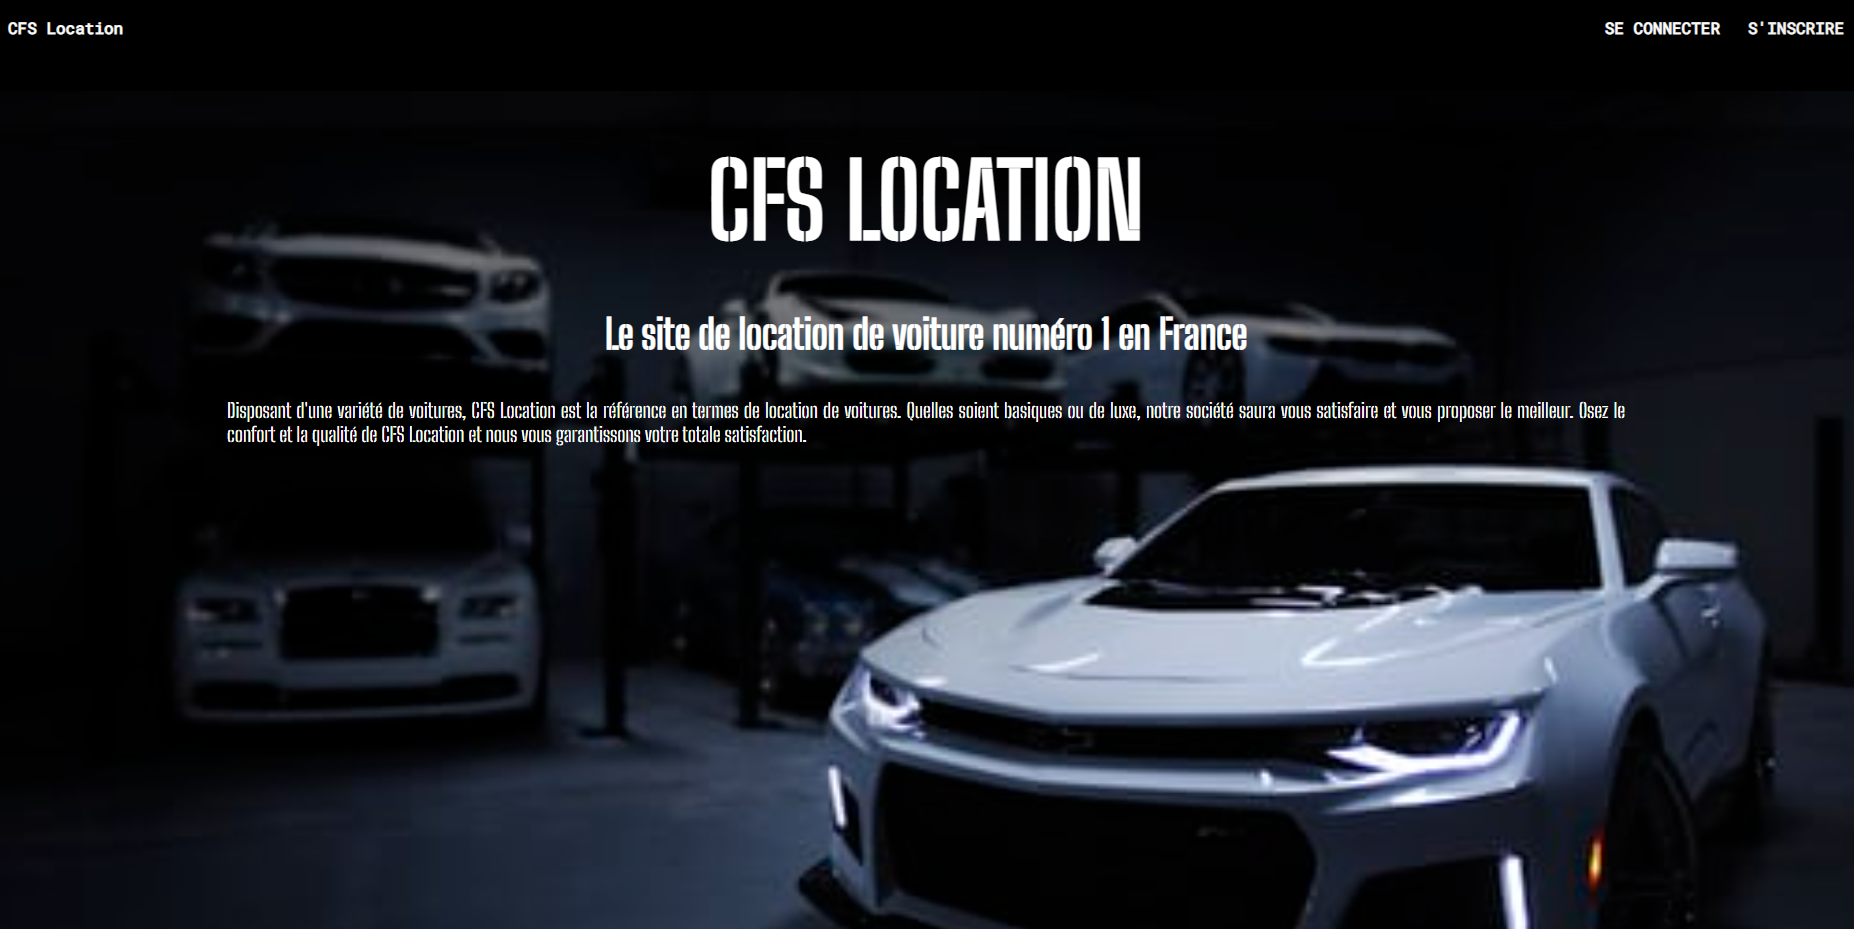 CFS Location
SE CONNECTER S'INSCRIRE
CFS LOCATION
Le site de location de voiture numéro 1 en France
Disposant d'une variété de voitures, CFS Location est la référence en termes de location de voitures. Quelles soient basiques ou de luxe, notre société saura vous satisfaire et vous proposer le meilleur. Osez le
confort et la qualité de CFS Location et nous vous garantissons votre totale satisfaction.